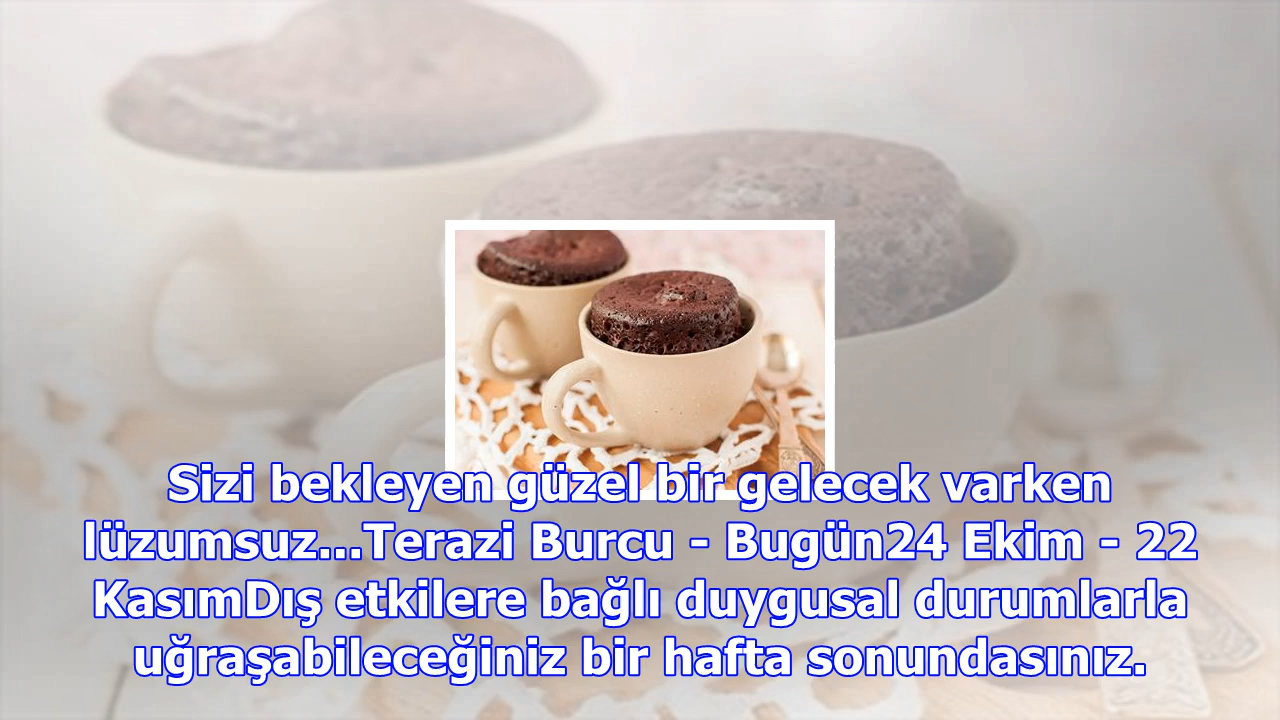 Sizi bekleyen güzel bir gelecek varken
lüzumsuz...Terazi Burcu - Bugün24 Ekim - 22
KasımDış etkilere bağlı duygusal durumlarla
uğraşabileceğiniz bir hafta sonundasınız.